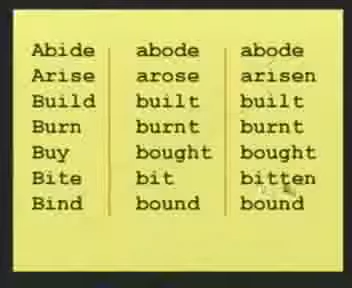 Abide abode abode
Arise arose arisen
Build built built
Burn burnt burnt
Buy bought bought
Bite bit bitten
Bind bound bound